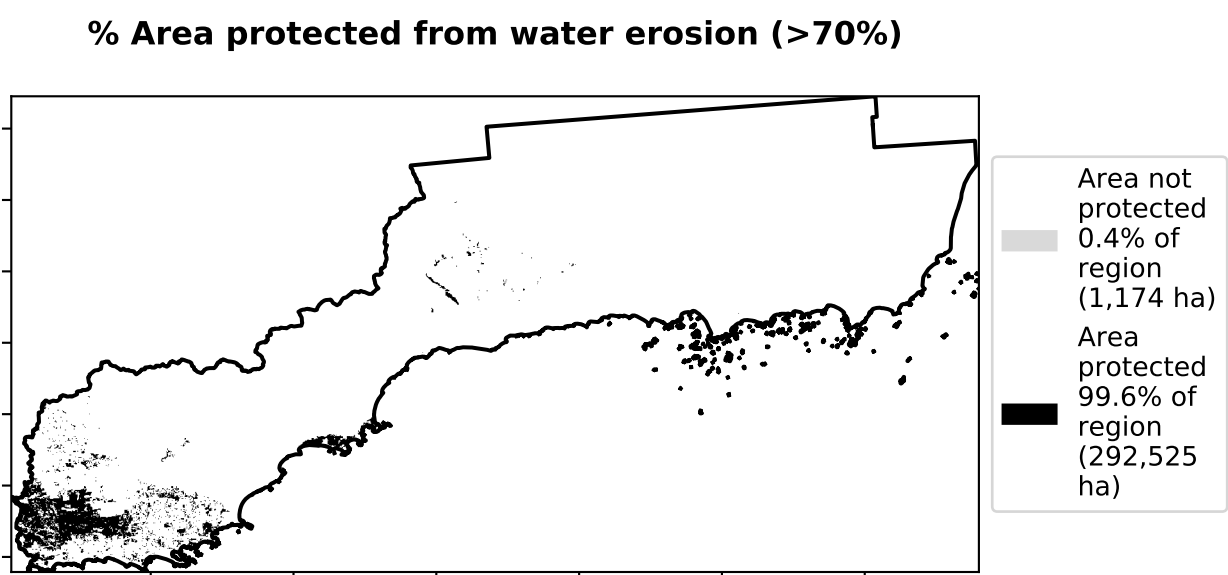 % Area protected from water erosion (>70%)
Area not
protected
0.4% of
region
(1,174 ha)
Area
protected
99.6% of
region
(292,525
ha)